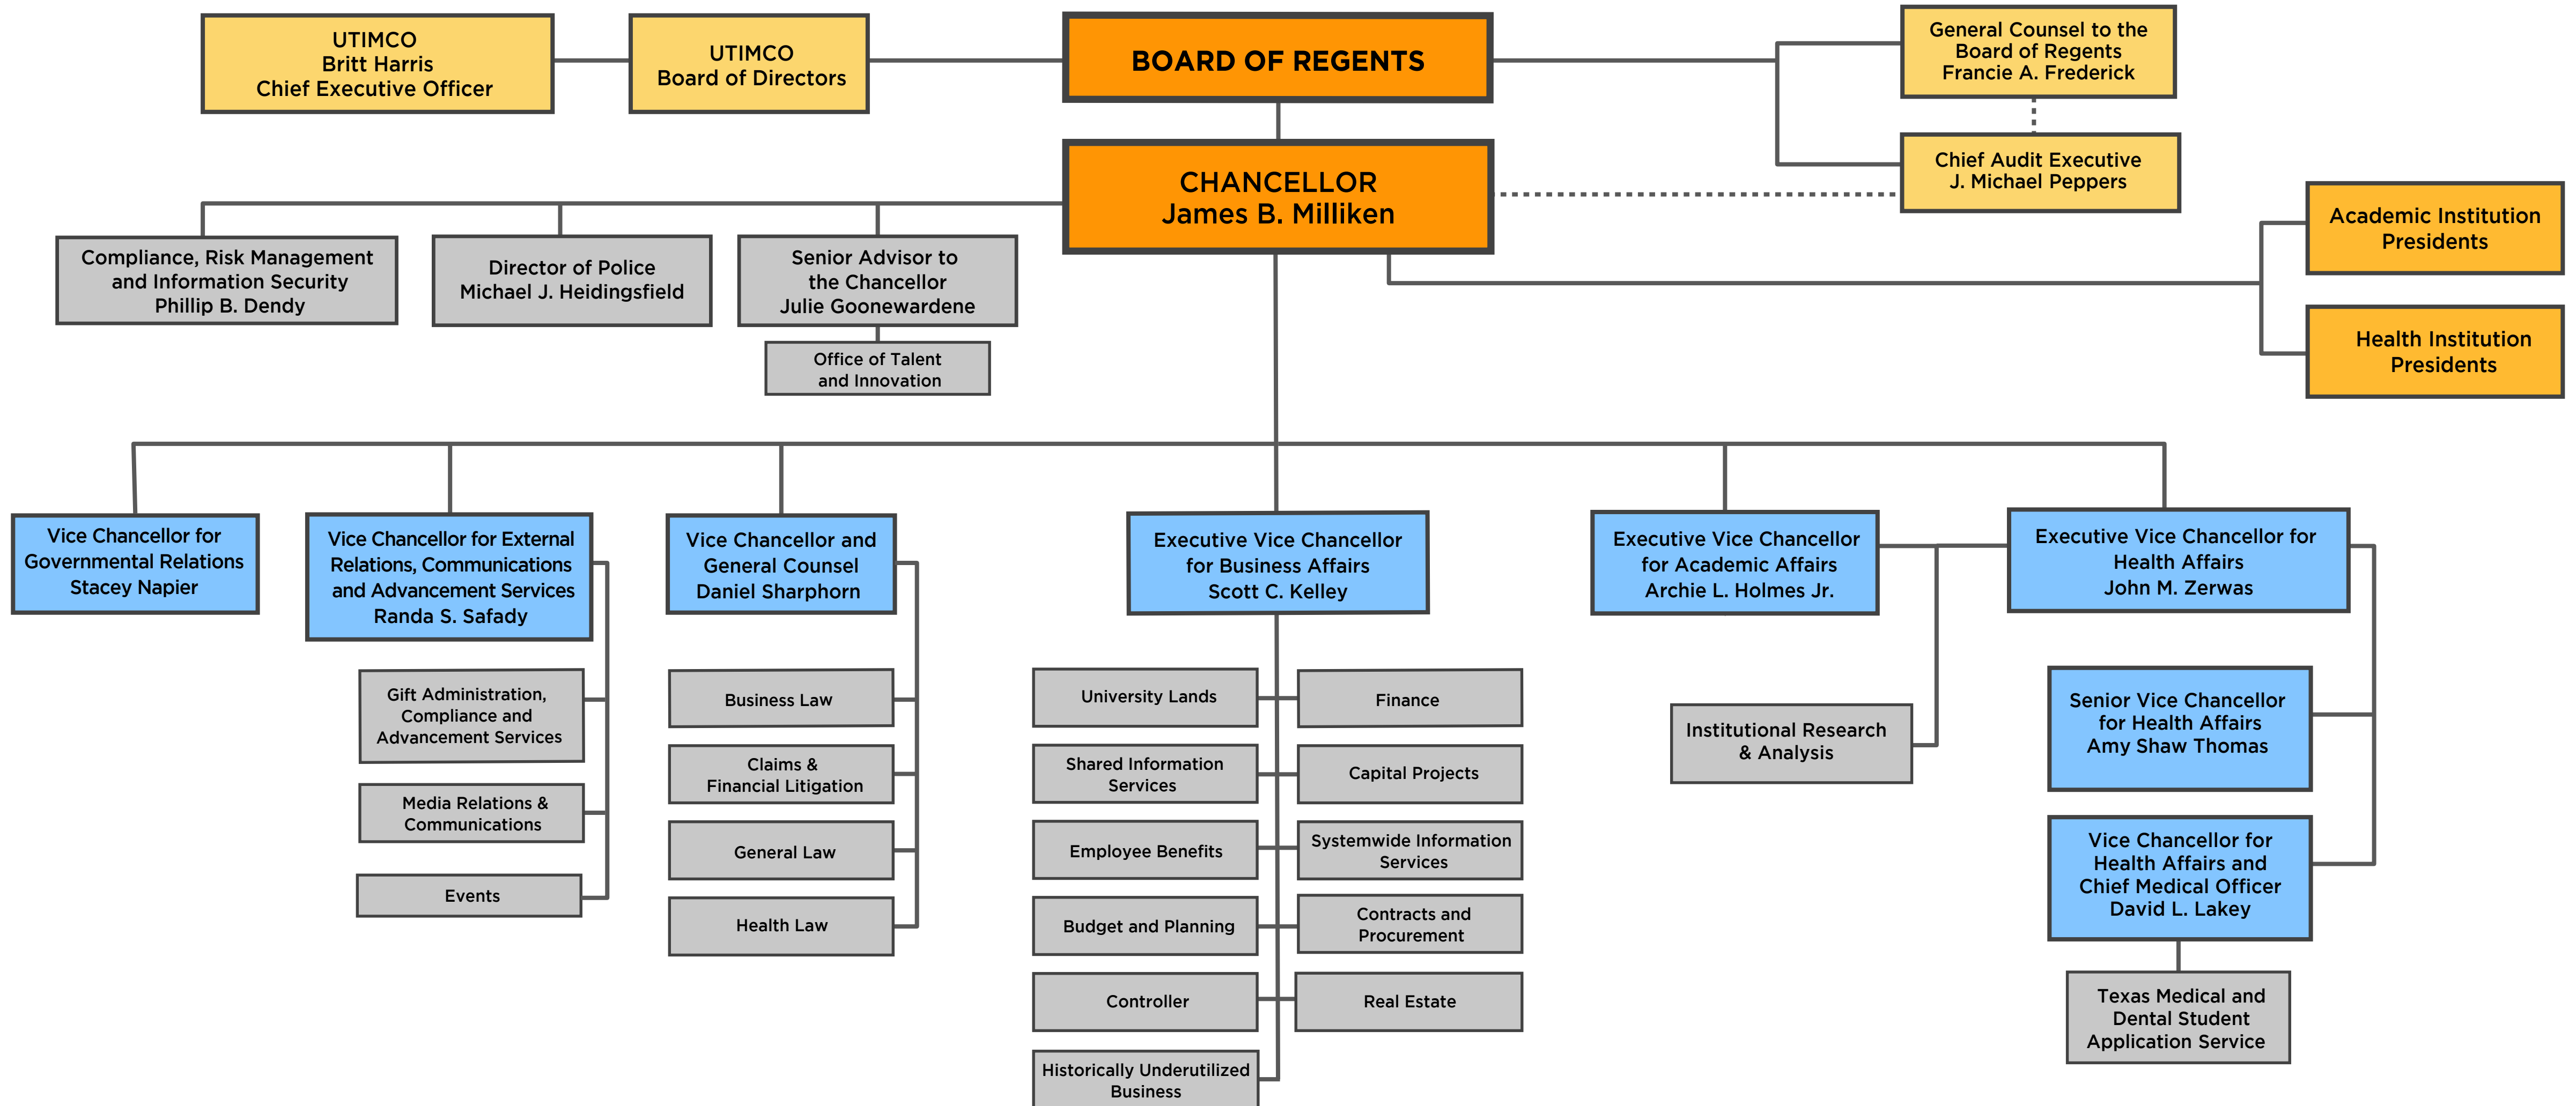 UTIMCO
Britt Harris
Chief Executive Officer
UTIMCO
Board of Directors
BOARD OF REGENTS
General Counsel to the
Board of Regents
Francie A. Frederick
Chief Audit Executive
J. Michael Peppers
CHANCELLOR
James B. Milliken
Academic Institution
Presidents
Health Institution
Presidents
Compliance, Risk Management
and Information Security
Phillip B. Dendy
Director of Police
Michael J. Heidingsfield
Senior Advisor to
the Chancellor
Julie Goonewardene
Office of Talent
and Innovation
Vice Chancellor for
Governmental Relations
Stacey Napier
Vice Chancellor for External
Relations, Communications
and Advancement Services
Randa S. Safady
Gift Administration,
Compliance and
Advancement Services
Media Relations &
Communications
Events
Vice Chancellor and
General Counsel
Daniel Sharphorn
Business Law
Claims &
Financial Litigation
General Law
Health Law
Executive Vice Chancellor
for Business Affairs
Scott C. Kelley
University Lands
Finance
Shared Information
Services
Capital Projects
Employee Benefits
Systemwide Information
Services
Budget and Planning
Contracts and
Procurement
Controller
Real Estate
Historically Underutilized
Business
Executive Vice Chancellor
for Academic Affairs
Archie L. Holmes Jr.
Institutional Research
& Analysis
Executive Vice Chancellor for
Health Affairs
John M. Zerwas
Senior Vice Chancellor
for Health Affairs
Amy Shaw Thomas
Vice Chancellor for
Health Affairs and
Chief Medical Officer
David L. Lakey
Texas Medical and
Dental Student
Application Service